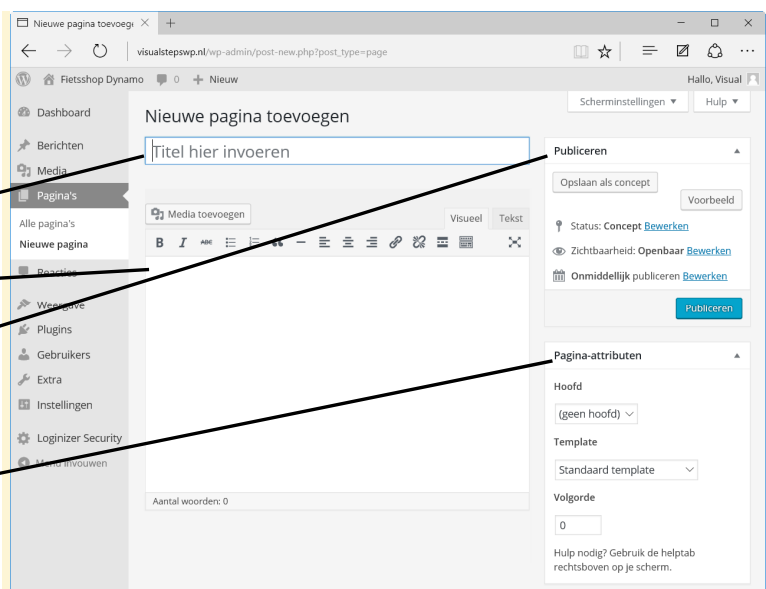 Nieuwe pagina toevoege
visualstepswp.nl/wp-admin/post-new.php?post_type=page
Fietsshop Dynamo 0 + Nieuw Hallo, Visual
Scherminstellingen ▼ Hulp ▼
Dashboard
Berichten
Media
Pagina's
Alle pagina's
Nieuwe pagina
Reacties
Weergave
Plugins
Gebruikers
Extra
Instellingen
Loginizer Security
Menu invouwen
Nieuwe pagina toevoegen
Titel hier invoeren
Media toevoegen
Visueel Tekst
B I ABC
Aantal woorden: 0
Publiceren
Opslaan als concept
Voorbeeld
Status: Concept Bewerken
Zichtbaarheid: Openbaar Bewerken
Onmiddellijk publiceren Bewerken
Publiceren
Pagina-attributen
Hoofd
(geen hoofd)
Template
Standaard template
Volgorde
0
Hulp nodig? Gebruik de helptab
rechtsboven op je scherm.